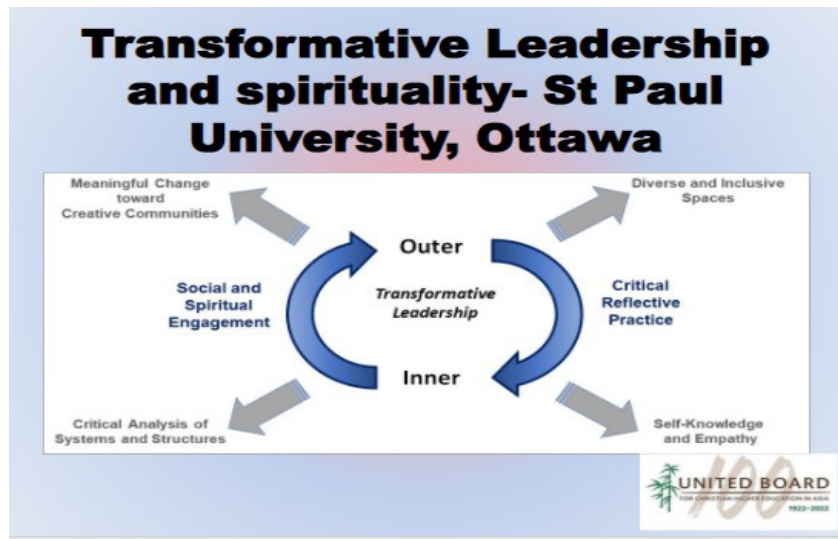 Transformative Leadership
and spirituality- St Paul
University, Ottawa
Meaningful Change
toward
Creative Communities
Diverse and Inclusive
Spaces
Outer
Social and
Spiritual
Engagement
Transformative
Leadership
Critical
Reflective
Practice
Inner
Critical Analysis of
Systems and Structures
Self-Knowledge
and Empathy
100
UNITED BOARD
FOR CHRISTIAN HIGHER EDUCATION IN ASIA
1922-2022